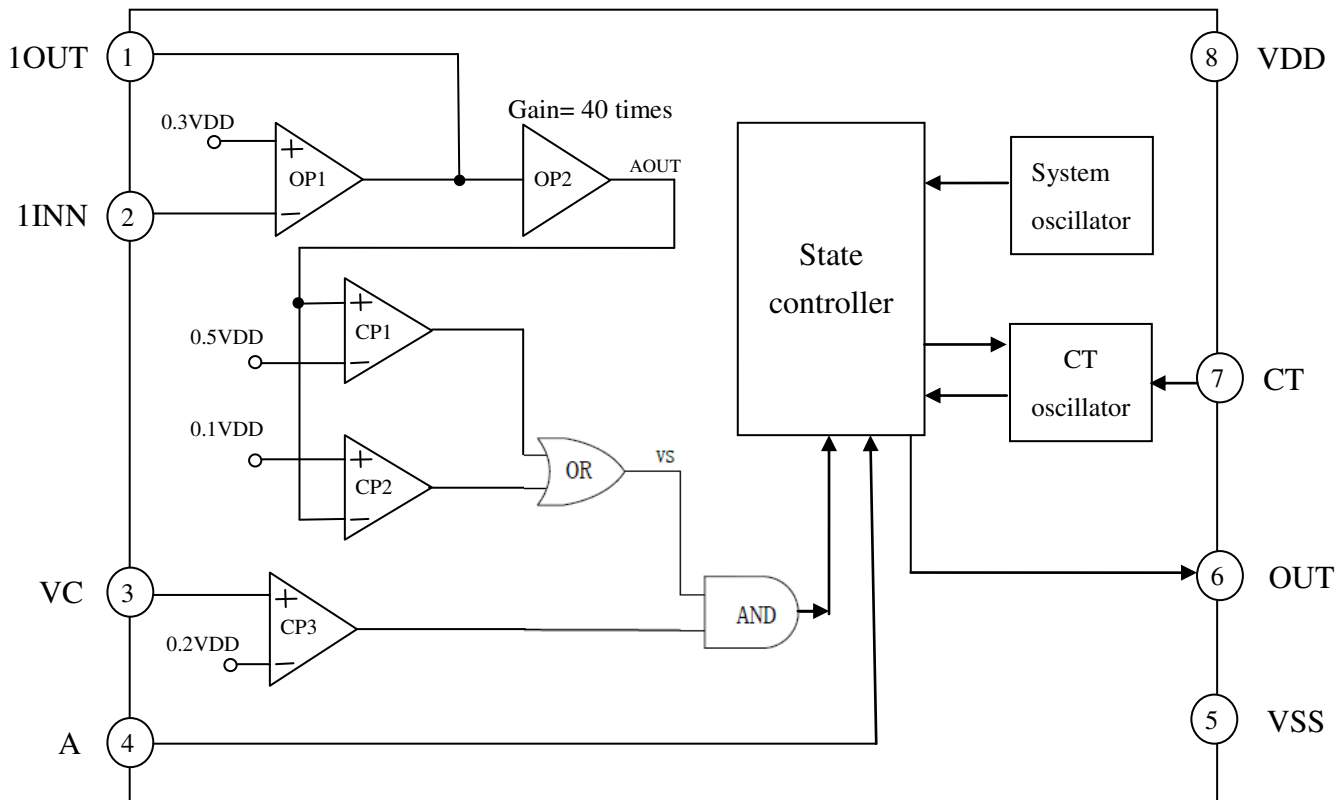 1OUT
1
8
VDD
Gain= 40 times
0.3VDD
+
OP1
−
OP2
AOUT
1INN
2
State
controller
System
oscillator
+
CP1
−
0.5VDD
0.1VDD
+
CP2
−
OR
VS
CT
oscillator
7
CT
VC
3
+
CP3
−
0.2VDD
AND
6
OUT
A
4
5
VSS